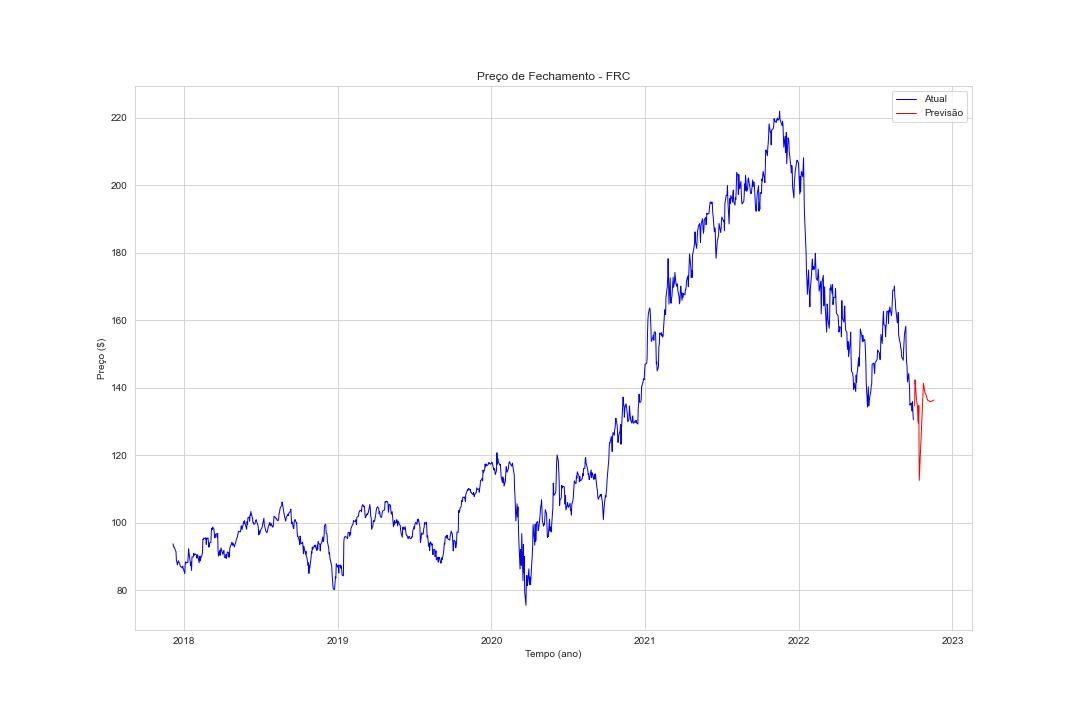 Preço de Fechamento - FRC
Atual
Previsão
220
200
180
160
140
120
100
80
Preço ($)
2018 2019 2020 2021 2022 2023
Tempo (ano)